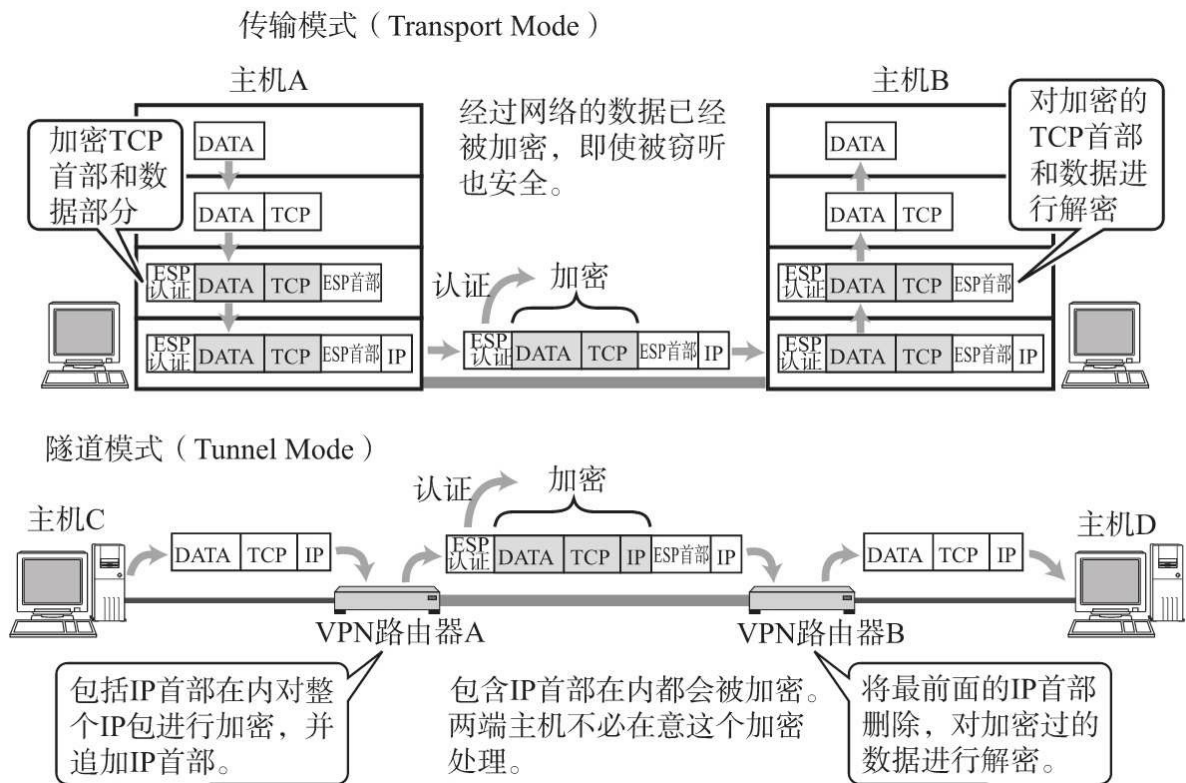 传输模式（Transport Mode）
主机A
主机B
加密TCP
首部和数
据部分
经过网络的数据已经
被加密，即使被窃听
也安全。
对加密的
TCP首部
和数据进
行解密
DATA
DATA TCP
ESP认证 DATA TCP ESP首部
ESP认证 DATA TCP ESP首部 IP
认证
加密
ESP认证 DATA TCP ESP首部 IP
DATA
DATA TCP
ESP认证 DATA TCP ESP首部
ESP认证 DATA TCP ESP首部 IP
隧道模式（Tunnel Mode）
认证
加密
主机C
DATA TCP IP
ESP认证 DATA TCP IP ESP首部 IP
DATA TCP IP
主机D
VPN路由器A
VPN路由器B
包括IP首部在内对整
个IP包进行加密，并
追加IP首部。
包含IP首部在内都会被加密。
两端主机不必在意这个加密
处理。
将最前面的IP首部
删除，对加密过的
数据进行解密。